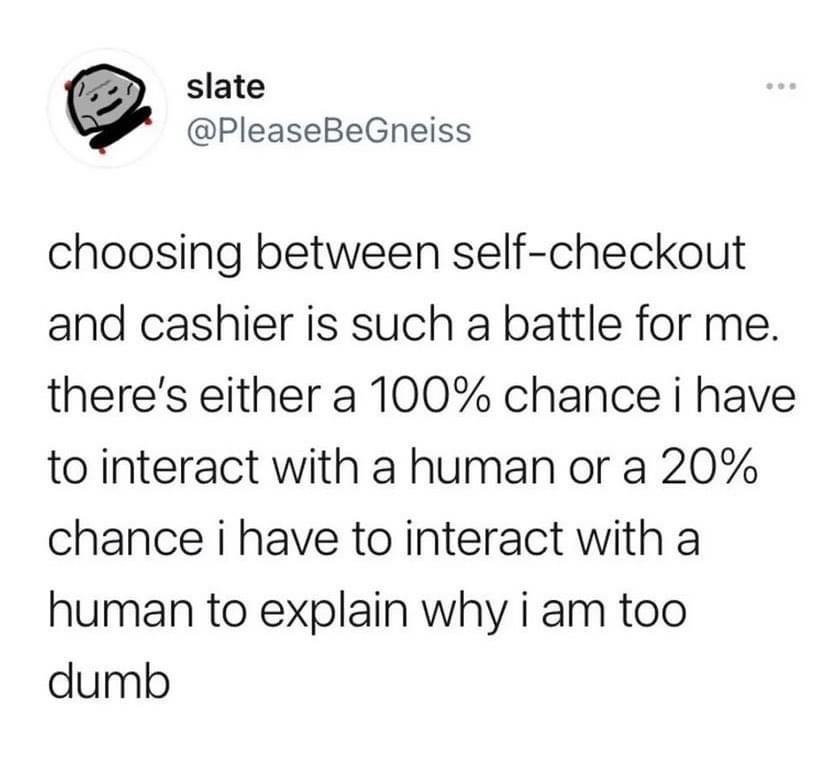 slate
@PleaseBeGneiss
choosing between self-checkout
and cashier is such a battle for me.
there's either a 100% chance i have
to interact with a human or a 20%
chance i have to interact with a
human to explain why i am too
dumb